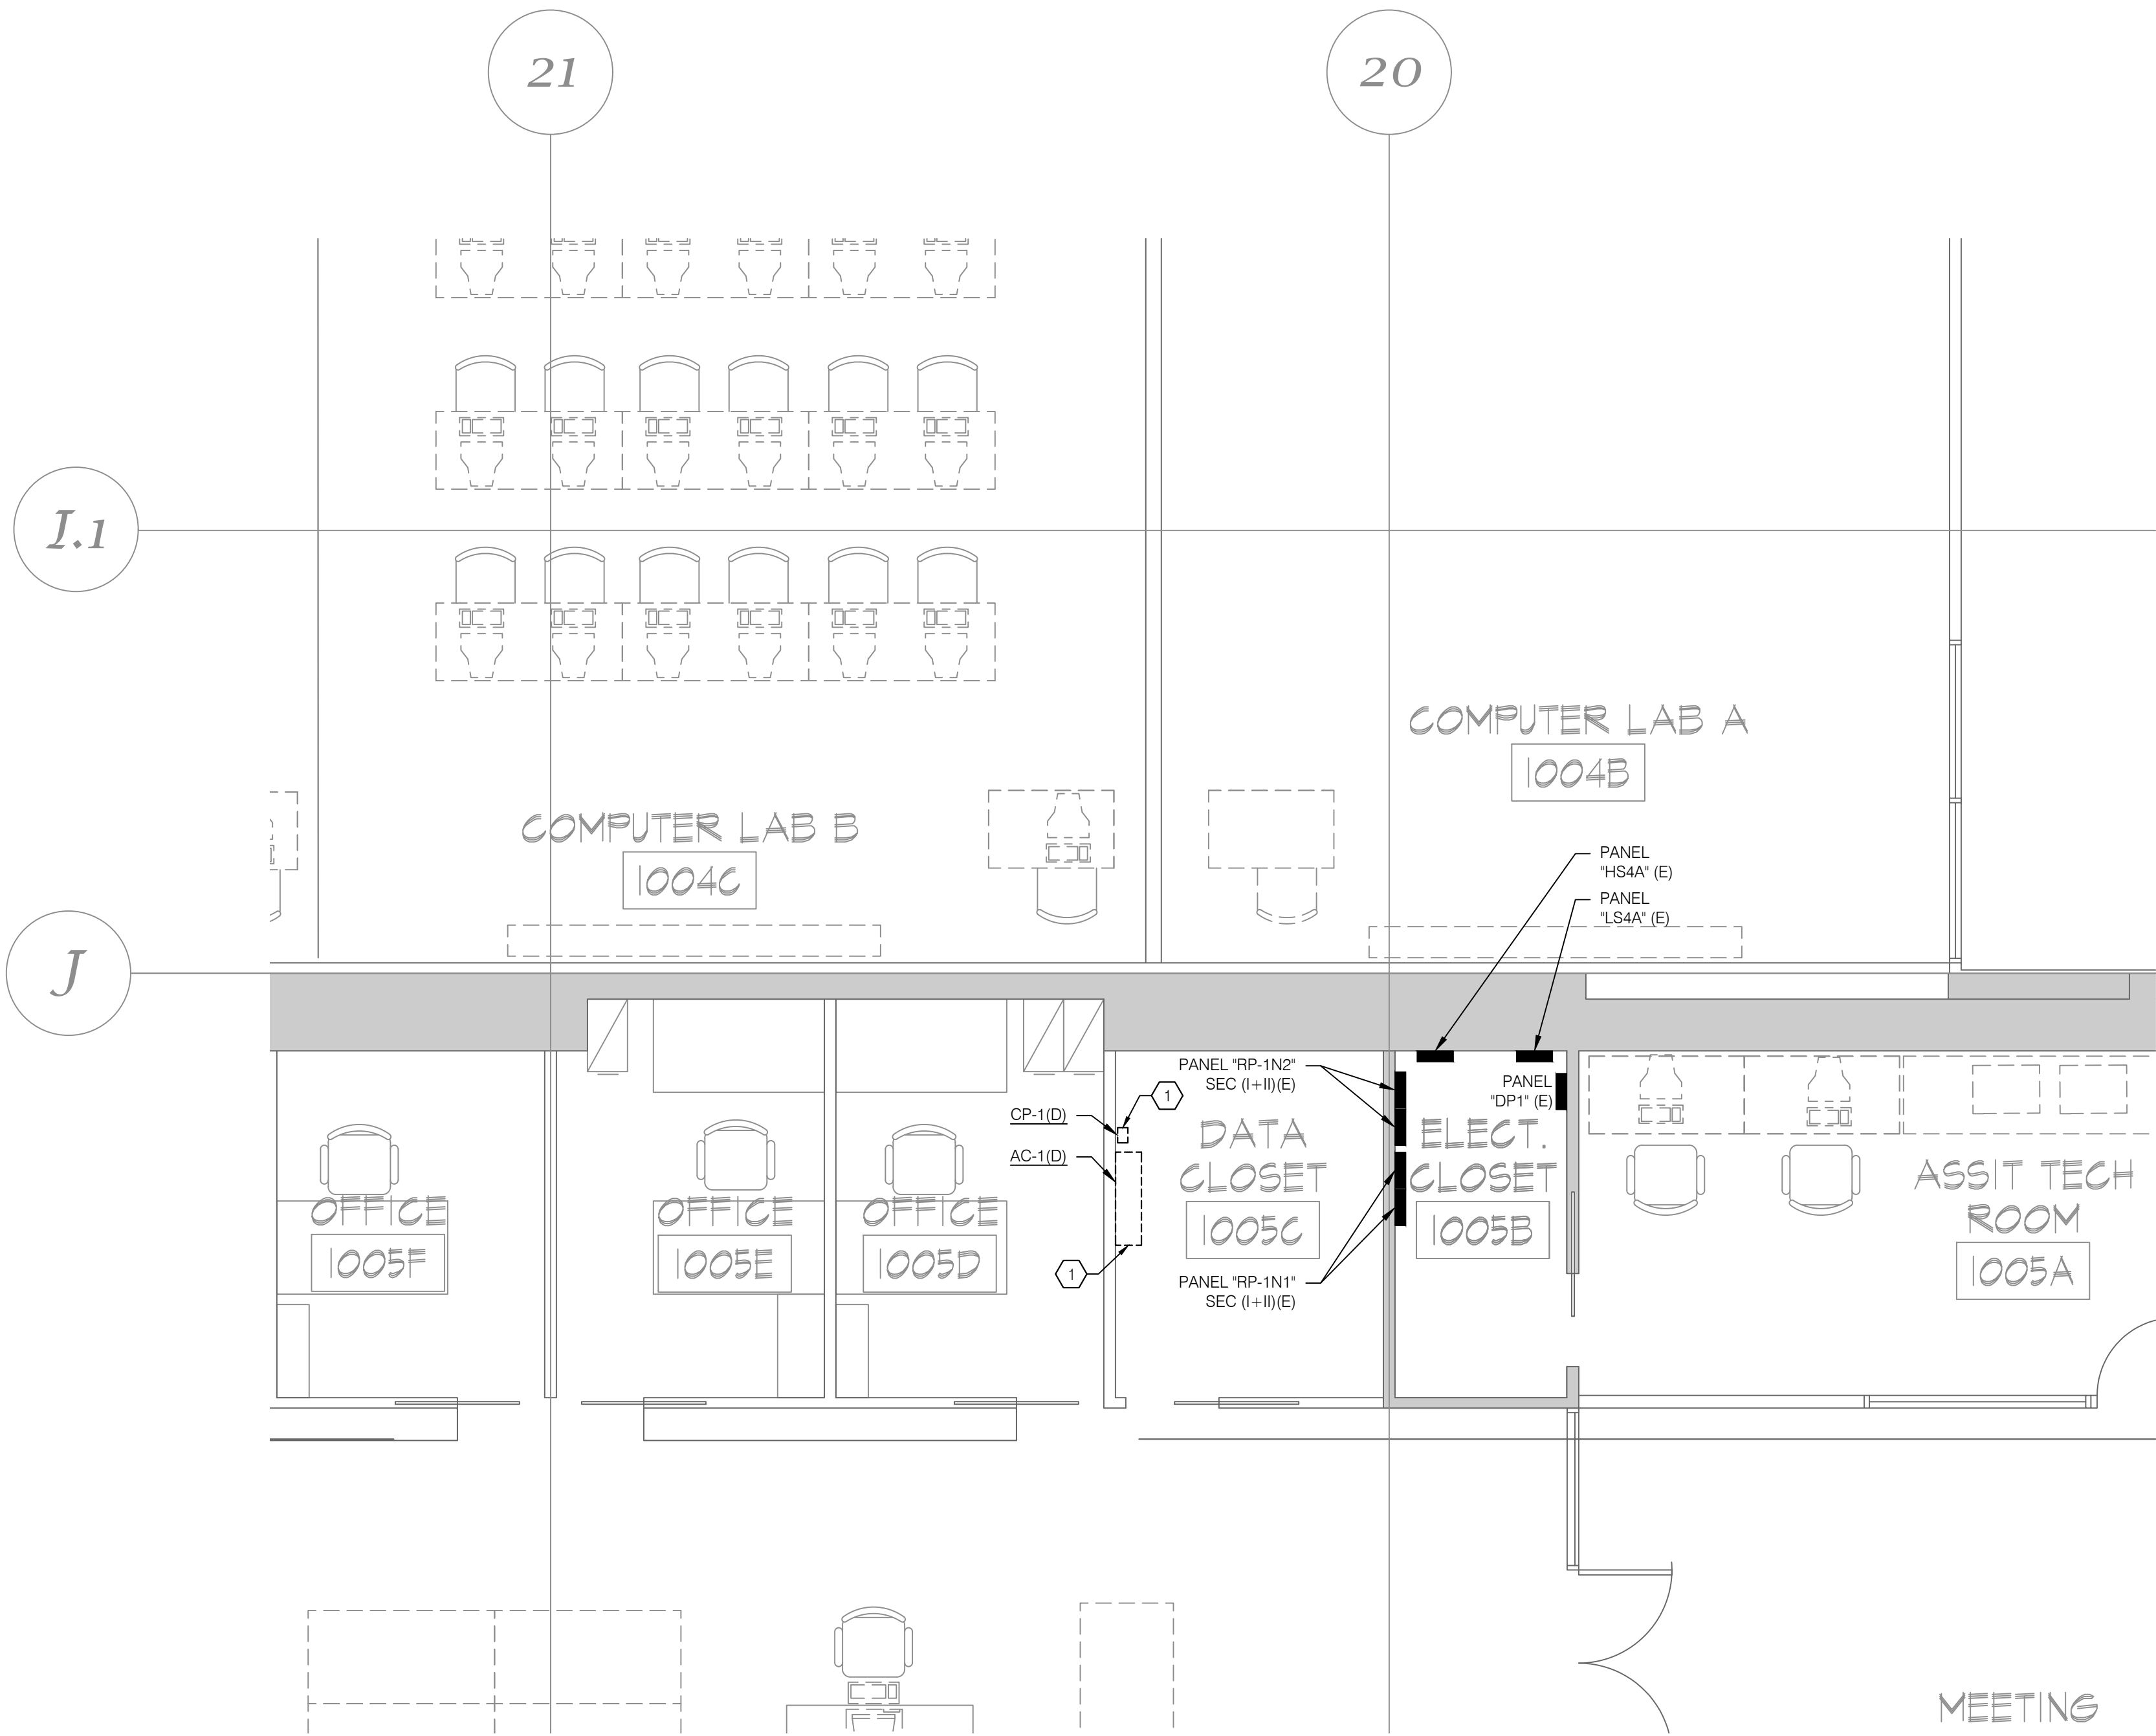 21
20
J.1
COMPUTER LAB A
1004B
COMPUTER LAB B
1004C
PANEL
"HS4A" (E)
PANEL
"LS4A" (E)
J
PANEL "RP-1N2"
SEC (I+II)(E)
PANEL
"DP1" (E)
1
CP-1(D)
AC-1(D)
DATA
CLOSET
1005C
ELECT.
CLOSET
1005B
ASSIT TECH
ROOM
1005A
OFFICE
1005F
OFFICE
1005E
OFFICE
1005D
1
PANEL "RP-1N1"
SEC (I+II)(E)
MEETING